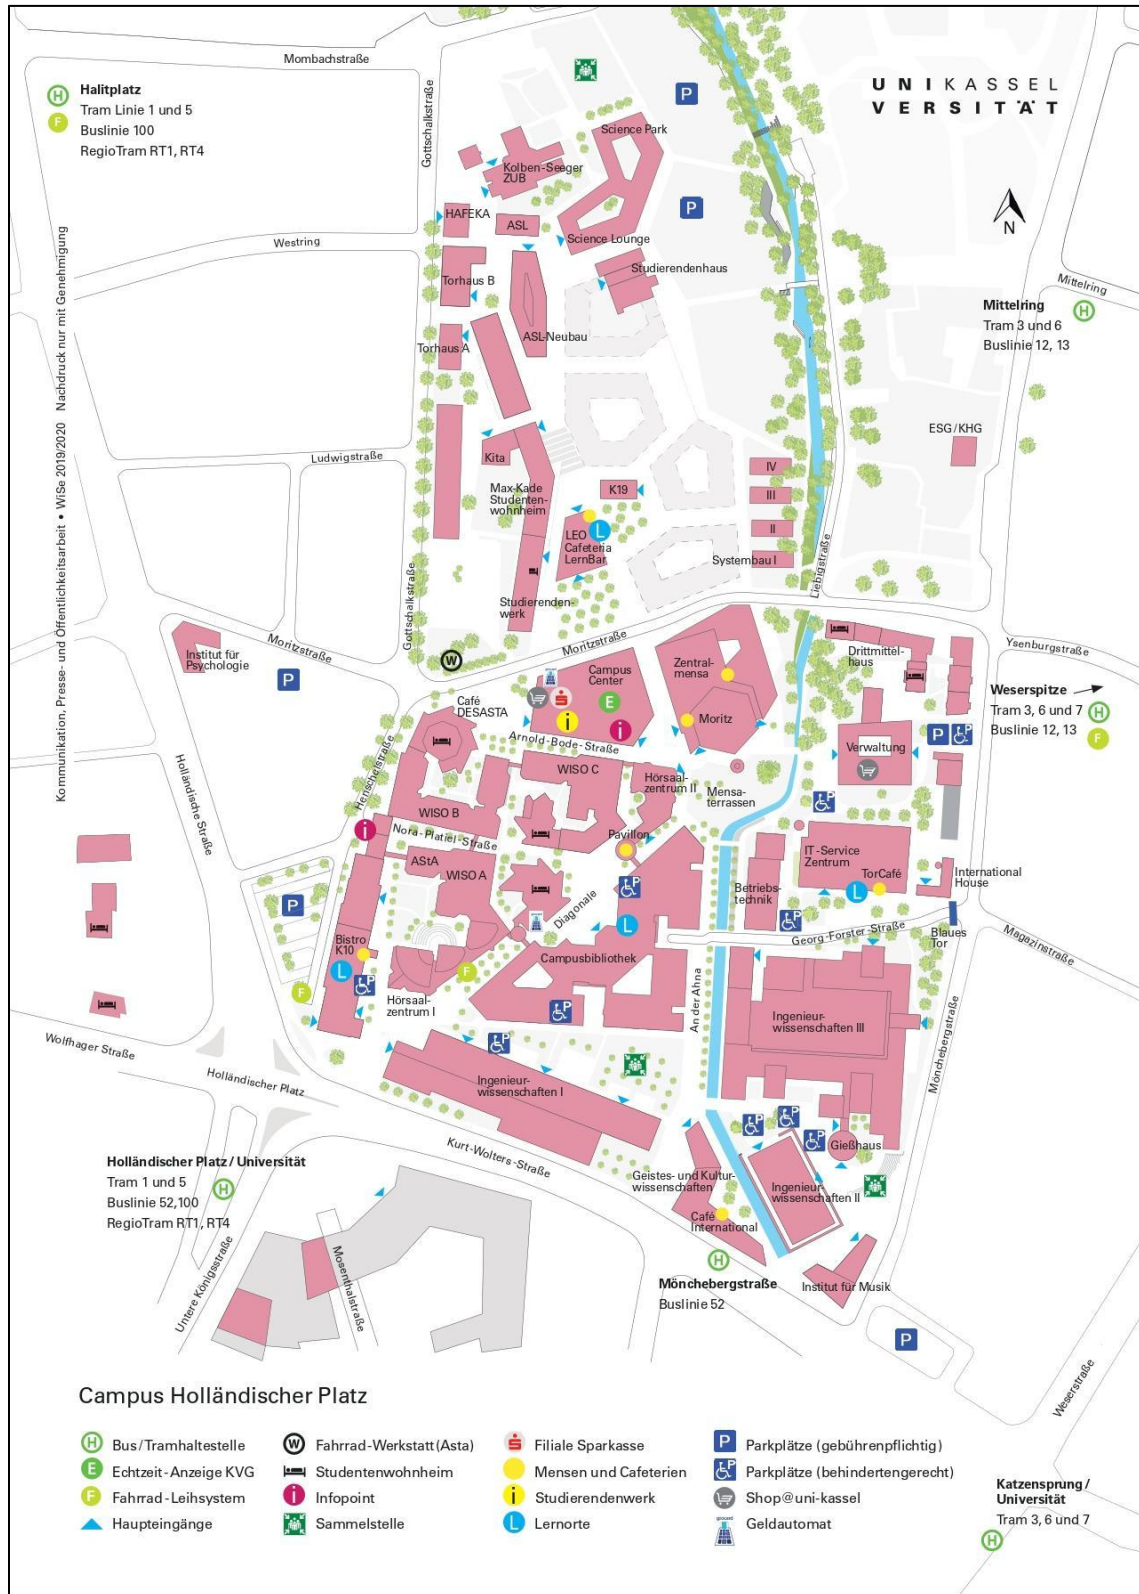 Mombachstraße
Halitplatz
Tram Linie 1 und 5
Buslinie 100
RegioTram RT1, RT4
Gottschalkstraße
UNIKASSEL
VERSITÄT
N
Science Park
Kolben-Seeger
ZUB
HAFEKA
ASL
Science Lounge
Westring
Studierendenhaus
Torhaus B
Mittelring
Mittelring
Tram 3 und 6
Buslinie 12, 13
Torhaus A
ASL-Neubau
ESG/KHG
Ludwigstraße
Kita
Max-Kade
Studenten-
wohnheim
K19
IV
III
II
Systembau I
LEO
Cafeteria
LernBar
Liebigstraße
Gottschalkstraße
Studierenden-
werk
Kommunikation, Presse- und Öffentlichkeitsarbeit • WiSe 2019/2020 Nachdruck nur mit Genehmigung
Institut für
Psychologie
Moritzstraße
Moritzstraße
Campus
Center
Zentral-
mensa
Moritz
Drittmittel-
haus
Ysenburgstraße
Weserspitze
Tram 3, 6 und 7
Buslinie 12, 13
Café
DESASTA
Arnold-Bode-Straße
Verwaltung
Holländische Straße
Henschelstraße
WISO C
Hörsaal-
zentrum II
Mensa-
terrassen
WISO B
Nora-Platiel-Straße
Pavillon
AStA
WISO A
IT-Service
Zentrum
TorCafé
International
House
Betriebs-
technik
Diagonale
Georg-Forster-Straße
Blaues
Tor
Magazinstraße
Bistro
K10
Campusbibliothek
An der Ahna
Hörsaal-
zentrum I
Ingenieur-
wissenschaften III
Mönchebergstraße
Wolfhager Straße
Holländischer Platz
Ingenieur-
wissenschaften I
Kurt-Wolters-Straße
Gießhaus
Holländischer Platz / Universität
Tram 1 und 5
Buslinie 52,100
RegioTram RT1, RT4
Geistes- und Kultur-
wissenschaften
Ingenieur-
wissenschaften II
Café
International
Untere Königsstraße
Mosenthalstraße
Mönchebergstraße
Buslinie 52
Institut für Musik
Weserstraße
Campus Holländischer Platz
Bus/Tramhaltestelle
Echtzeit-Anzeige KVG
Fahrrad-Leihsystem
Haupteingänge
Fahrrad-Werkstatt (Asta)
Studentenwohnheim
Infopoint
Sammelstelle
Filiale Sparkasse
Mensen und Cafeterien
Studierendenwerk
Lernorte
Parkplätze (gebührenpflichtig)
Parkplätze (behindertengerecht)
Shop@uni-kassel
Geldautomat
Katzensprung /
Universität
Tram 3, 6 und 7